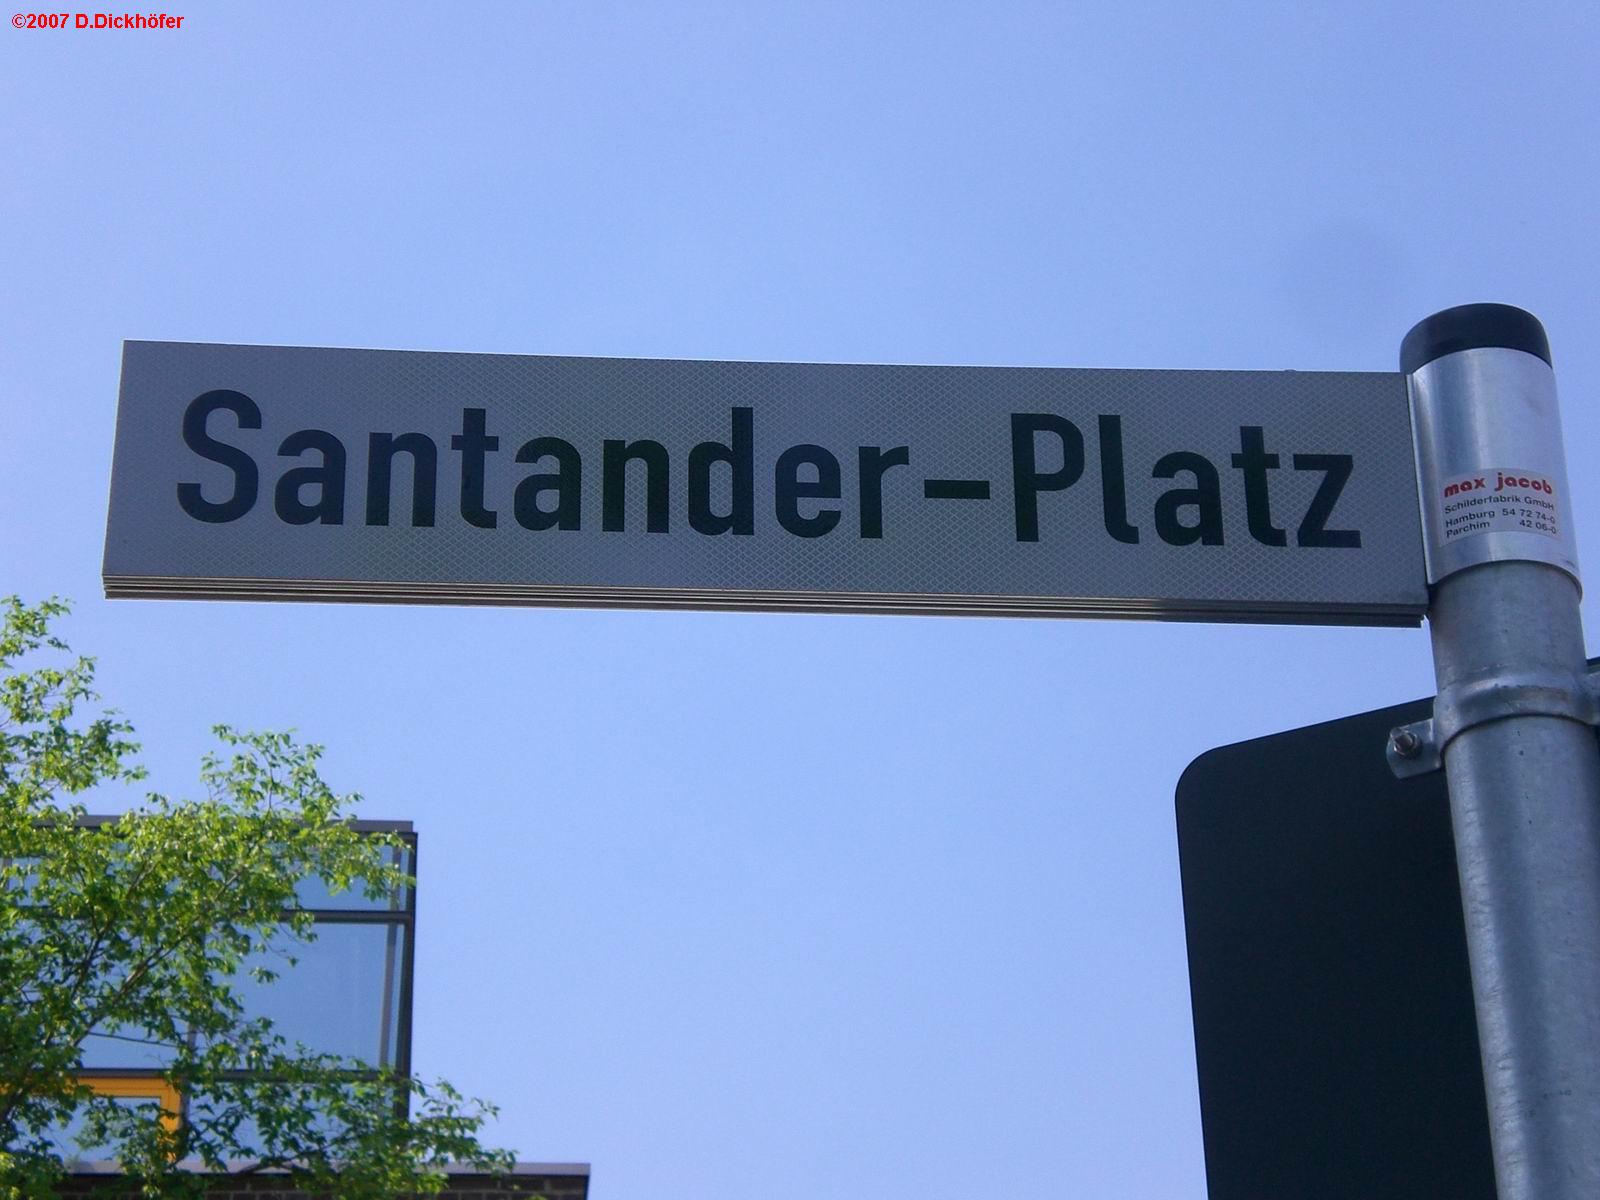 ©2007 D.Dickhöfer
Santander-Platz
max jacob
Schilderfabrik GmbH
Hamburg 54 72 74-0
Parchim 42 06-0